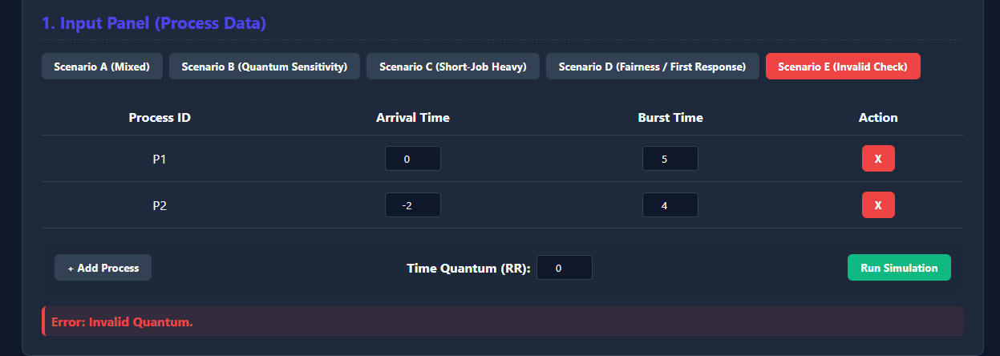 1. Input Panel (Process Data)
Scenario A (Mixed) Scenario B (Quantum Sensitivity) Scenario C (Short-Job Heavy) Scenario D (Fairness / First Response) Scenario E (Invalid Check)
Process ID Arrival Time Burst Time Action
P1 0 5 X
P2 -2 4 X
+ Add Process Time Quantum (RR): 0 Run Simulation
Error: Invalid Quantum.